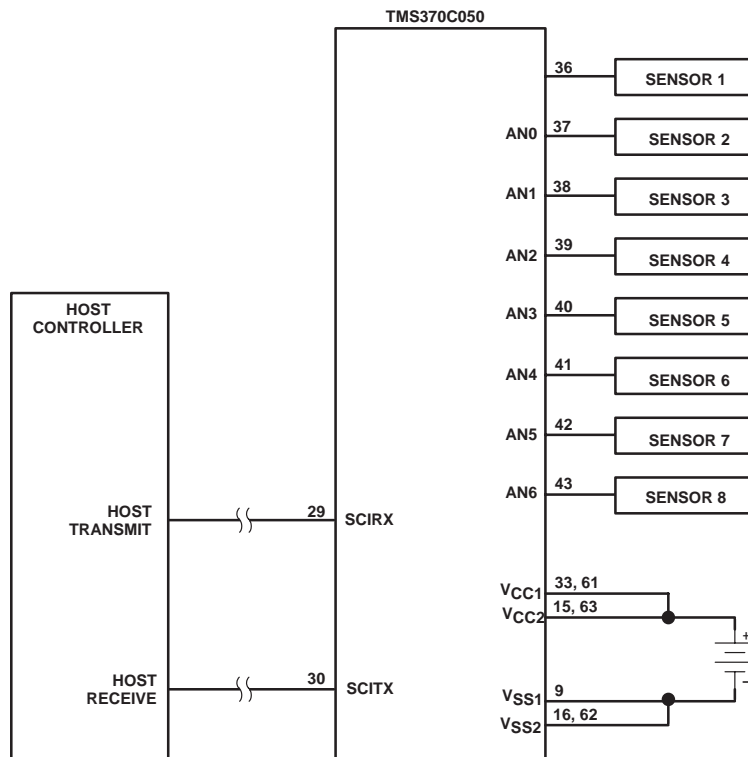 TMS370C050
36
SENSOR 1
AN0
37
SENSOR 2
AN1
38
SENSOR 3
AN2
39
SENSOR 4
AN3
40
SENSOR 5
AN4
41
SENSOR 6
AN5
42
SENSOR 7
AN6
43
SENSOR 8
HOST
CONTROLLER
HOST
TRANSMIT
29
SCIRX
VCC1
33, 61
VCC2
15, 63
+
−
HOST
RECEIVE
30
SCITX
VSS1
9
VSS2
16, 62